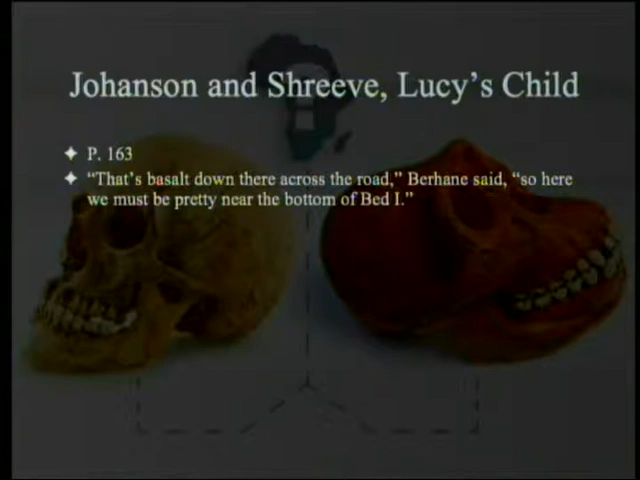 Johanson and Shreeve, Lucy's Child
P. 163
“That's basalt down there across the road,” Berhane said, “so here
we must be pretty near the bottom of Bed I.”